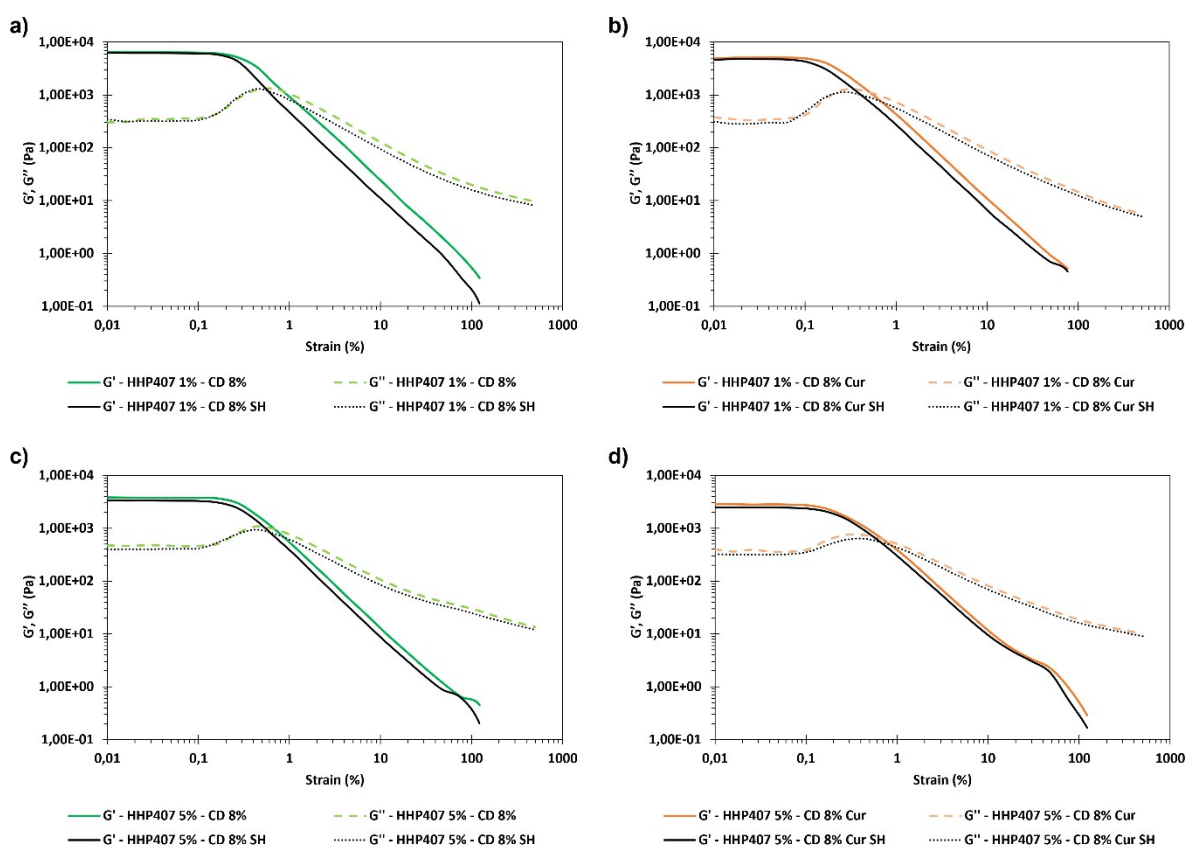 a)
1,00E+04
1,00E+03
1,00E+02
1,00E+01
1,00E+00
1,00E-01
G', G'' (Pa)
0,01 0,1 1 10 100 1000
Strain (%)
G' - HHP407 1% - CD 8% G'' - HHP407 1% - CD 8%
G' - HHP407 1% - CD 8% SH G'' - HHP407 1% - CD 8% SH
b)
1,00E+04
1,00E+03
1,00E+02
1,00E+01
1,00E+00
1,00E-01
G', G'' (Pa)
0,01 0,1 1 10 100 1000
Strain (%)
G' - HHP407 1% - CD 8% Cur G'' - HHP407 1% - CD 8% Cur
G' - HHP407 1% - CD 8% Cur SH G'' - HHP407 1% - CD 8% Cur SH
c)
1,00E+04
1,00E+03
1,00E+02
1,00E+01
1,00E+00
1,00E-01
G', G'' (Pa)
0,01 0,1 1 10 100 1000
Strain (%)
G' - HHP407 5% - CD 8% G'' - HHP407 5% - CD 8%
G' - HHP407 5% - CD 8% SH G'' - HHP407 5% - CD 8% SH
d)
1,00E+04
1,00E+03
1,00E+02
1,00E+01
1,00E+00
1,00E-01
G', G'' (Pa)
0,01 0,1 1 10 100 1000
Strain (%)
G' - HHP407 5% - CD 8% Cur G'' - HHP407 5% - CD 8% Cur
G' - HHP407 5% - CD 8% Cur SH G'' - HHP407 5% - CD 8% Cur SH